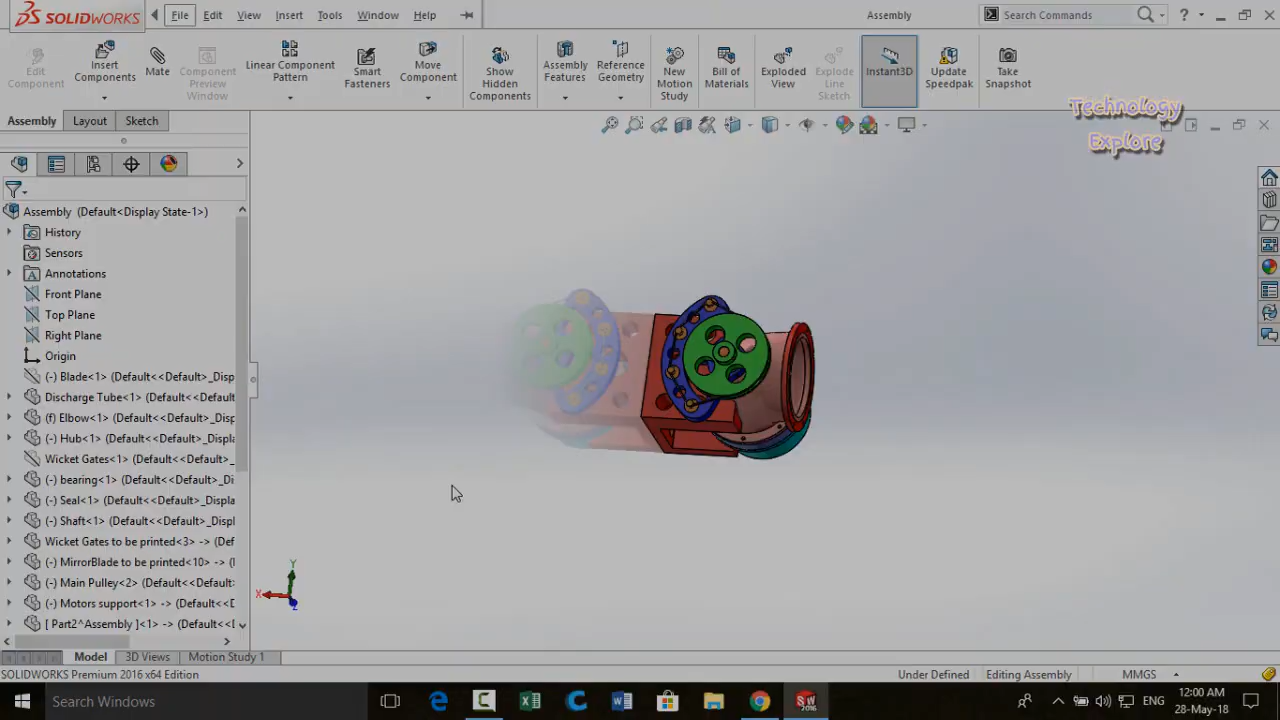 SOLIDWORKS File Edit View Insert Tools Window Help Assembly Search Commands ?
Edit Component
Insert Components
Mate
Component Preview Window
Linear Component Pattern
Smart Fasteners
Move Component
Show Hidden Components
Assembly Features
Reference Geometry
New Motion Study
Bill of Materials
Exploded View
Explode Line Sketch
Instant3D
Update Speedpak
Take Snapshot
Technology
Explore
Assembly Layout Sketch
Assembly (Default<Display State-1>)
History
Sensors
Annotations
Front Plane
Top Plane
Right Plane
Origin
(-) Blade<1> (Default<<Default>_Disp
Discharge Tube<1> (Default<<Default
(f) Elbow<1> (Default<<Default>_Disp
(-) Hub<1> (Default<<Default>_Displa
Wicket Gates<1> (Default<<Default>_
(-) bearing<1> (Default<<Default>_Di
(-) Seal<1> (Default<<Default>_Displa
(-) Shaft<1> (Default<<Default>_Disp
Wicket Gates to be printed<3> -> (De
(-) MirrorBlade to be printed<10> -> (
(-) Main Pulley<2> (Default<<Default
(-) Motors support<1> -> (Default<<D
[ Part2^Assembly ]<1> -> (Default<<D
Y
X
Z
Model 3D Views Motion Study 1
SOLIDWORKS Premium 2016 x64 Edition Under Defined Editing Assembly MMGS
Search Windows ENG 12:00 AM
28-May-18